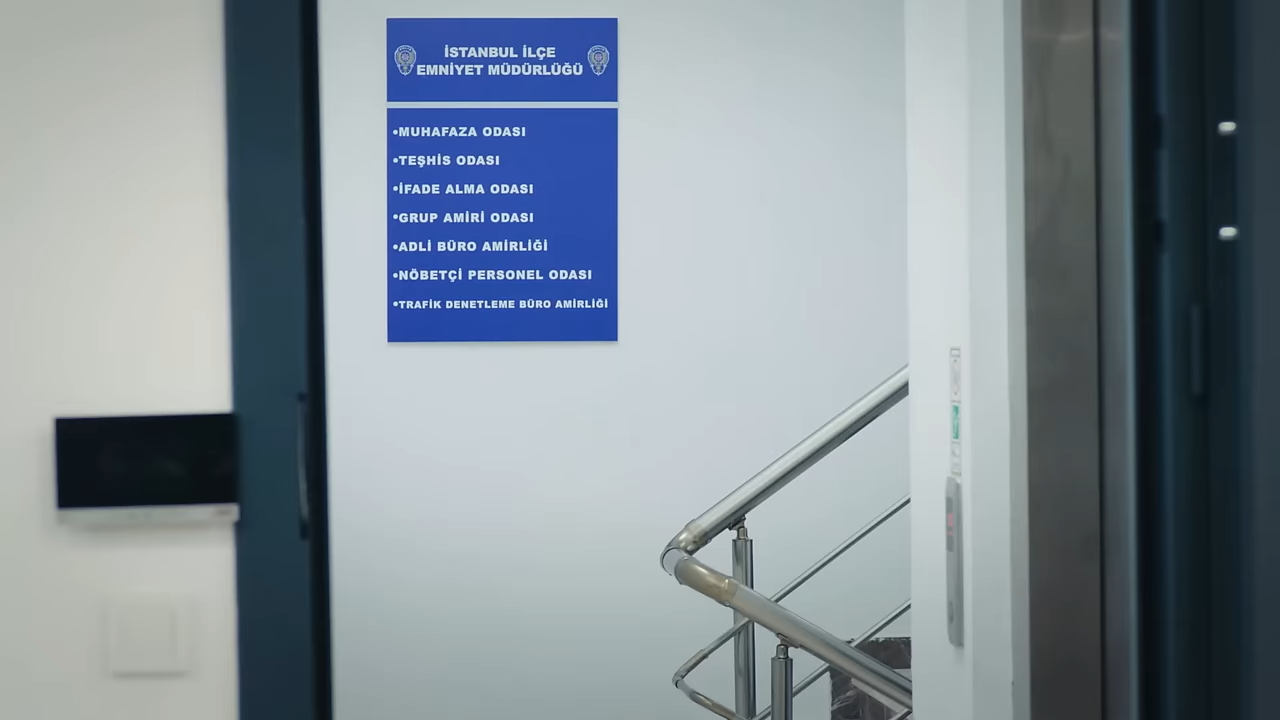 İSTANBUL İLÇE
EMNİYET MÜDÜRLÜĞÜ
•MUHAFAZA ODASI
•TEŞHİS ODASI
•İFADE ALMA ODASI
•GRUP AMİRİ ODASI
•ADLİ BÜRO AMİRLİĞİ
•NÖBETÇİ PERSONEL ODASI
•TRAFİK DENETLEME BÜRO AMİRLİĞİ